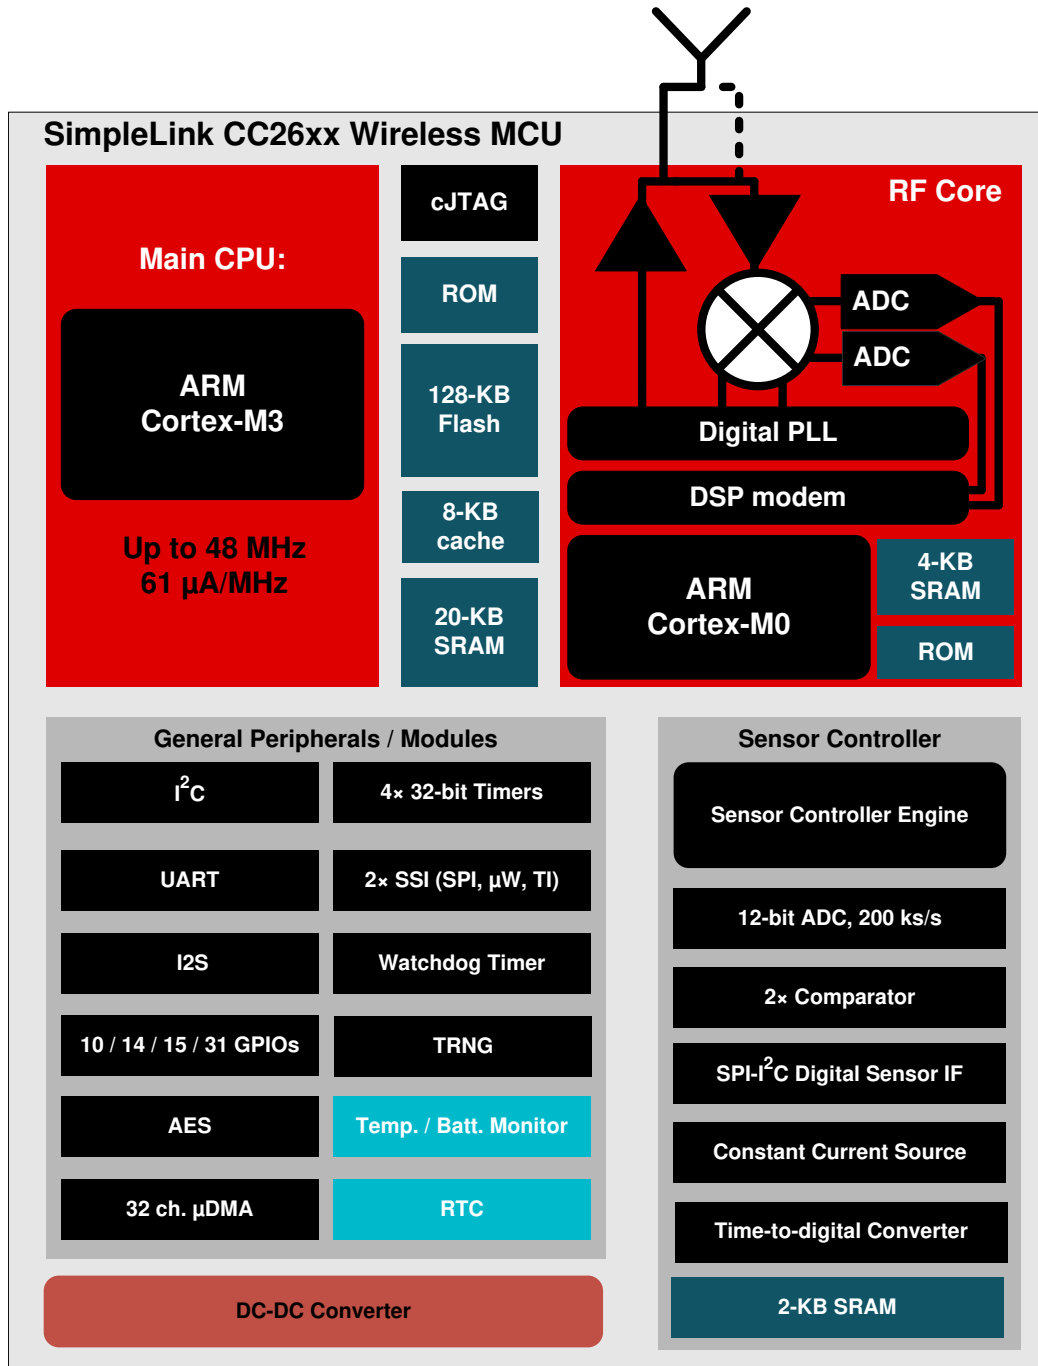 SimpleLink CC26xx Wireless MCU
Main CPU:
ARM
Cortex-M3
Up to 48 MHz
61 µA/MHz
cJTAG
ROM
128-KB
Flash
8-KB
cache
20-KB
SRAM
RF Core
ADC
ADC
Digital PLL
DSP modem
ARM
Cortex-M0
4-KB
SRAM
ROM
General Peripherals / Modules
I²C
4× 32-bit Timers
UART
2× SSI (SPI, µW, TI)
I2S
Watchdog Timer
10 / 14 / 15 / 31 GPIOs
TRNG
AES
Temp. / Batt. Monitor
32 ch. µDMA
RTC
Sensor Controller
Sensor Controller Engine
12-bit ADC, 200 ks/s
2× Comparator
SPI-I²C Digital Sensor IF
Constant Current Source
Time-to-digital Converter
2-KB SRAM
DC-DC Converter